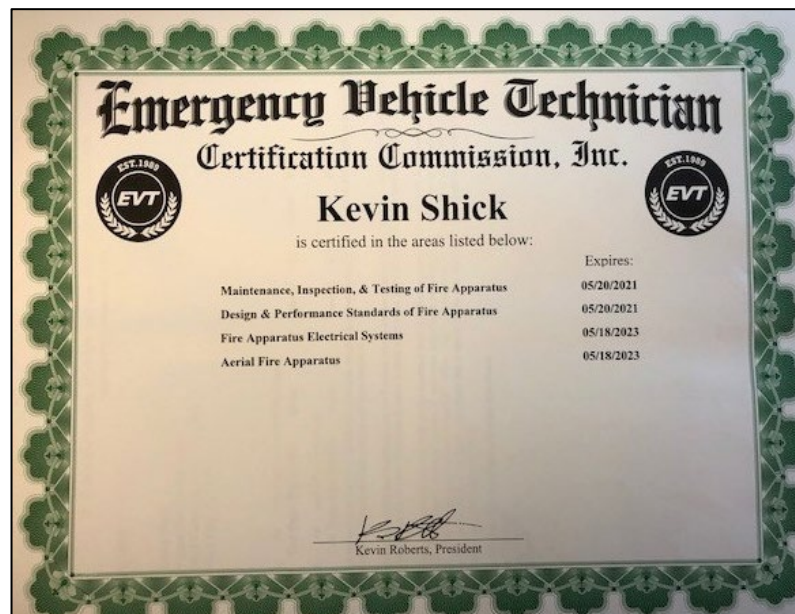 Emergency Vehicle Technician
Certification Commission, Inc.
EST.1989
EVT
EST.1989
EVT
Kevin Shick
is certified in the areas listed below:
Expires:
Maintenance, Inspection, & Testing of Fire Apparatus 05/20/2021
Design & Performance Standards of Fire Apparatus 05/20/2021
Fire Apparatus Electrical Systems 05/18/2023
Aerial Fire Apparatus 05/18/2023
Kevin Roberts, President